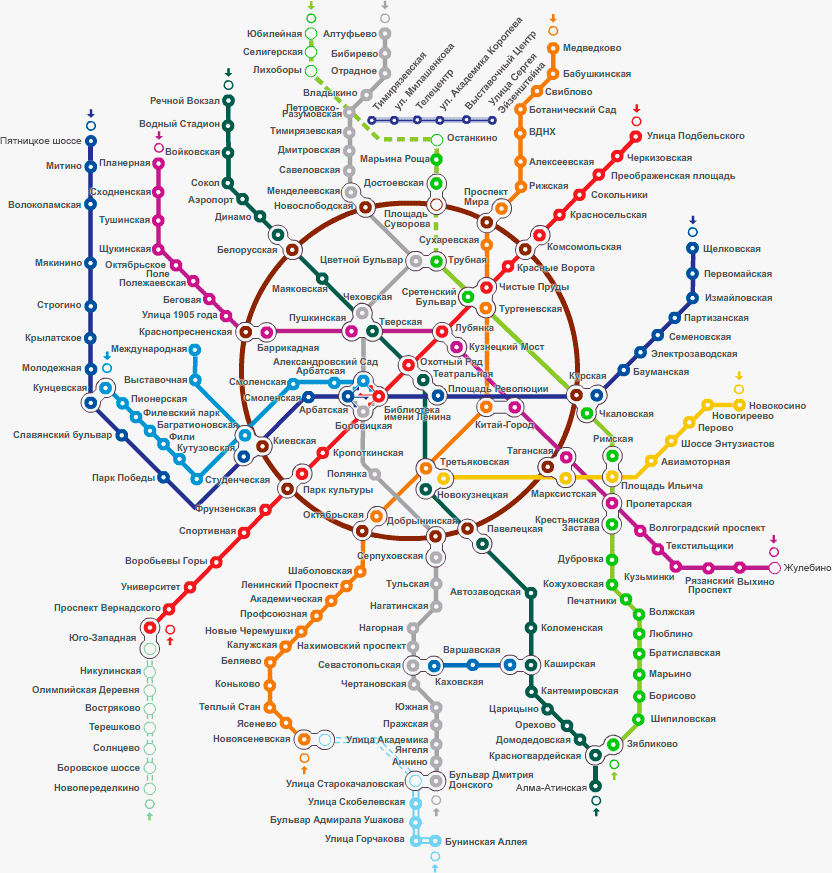 Юбилейная
Селигерская
Лихоборы
Алтуфьево
Бибирево
Отрадное
Владыкино
Петровско-
Разумовская
Тимирязевская
Дмитровская
Савеловская
Менделеевская
Новослободская
Тимирязевская
ул. Милашенкова
Телецентр
ул. Академика Королева
Выставочный Центр
Улица Сергея
Эйзенштейна
Медведково
Бабушкинская
Свиблово
Ботанический Сад
ВДНХ
Алексеевская
Рижская
Проспект
Мира
Останкино
Марьина Роща
Достоевская
Площадь
Суворова
Сухаревская
Трубная
Цветной Бульвар
Сретенский
Бульвар
Улица Подбельского
Черкизовская
Преображенская площадь
Сокольники
Красносельская
Комсомольская
Красные Ворота
Чистые Пруды
Тургеневская
Лубянка
Кузнецкий Мост
Речной Вокзал
Водный Стадион
Войковская
Сокол
Аэропорт
Динамо
Белорусская
Маяковская
Чеховская
Пушкинская
Тверская
Пятницкое шоссе
Митино
Волоколамская
Мякинино
Строгино
Крылатское
Молодежная
Кунцевская
Славянский бульвар
Парк Победы
Планерная
Сходненская
Тушинская
Щукинская
Октябрьское
Поле
Полежаевская
Беговая
Улица 1905 года
Краснопресненская
Баррикадная
Международная
Выставочная
Пионерская
Филевский парк
Багратионовская
Фили
Кутузовская
Студенческая
Киевская
Смоленская
Смоленская
Александровский Сад
Арбатская
Арбатская
Боровицкая
Библиотека
имени Ленина
Охотный Ряд
Театральная
Площадь Революции
Китай-Город
Щелковская
Первомайская
Измайловская
Партизанская
Семеновская
Электрозаводская
Бауманская
Курская
Чкаловская
Новокосино
Новогиреево
Перово
Шоссе Энтузиастов
Авиамоторная
Римская
Площадь Ильича
Таганская
Марксистская
Пролетарская
Крестьянская
Застава
Волгоградский проспект
Текстильщики
Кузьминки
Рязанский
Проспект
Выхино
Жулебино
Дубровка
Кожуховская
Печатники
Волжская
Люблино
Братиславская
Марьино
Борисово
Шипиловская
Зябликово
Кропоткинская
Парк культуры
Фрунзенская
Спортивная
Воробьевы Горы
Университет
Проспект Вернадского
Юго-Западная
Никулинская
Олимпийская Деревня
Востряково
Терешково
Солнцево
Боровское шоссе
Новопеределкино
Полянка
Третьяковская
Новокузнецкая
Октябрьская
Добрынинская
Серпуховская
Павелецкая
Автозаводская
Коломенская
Каширская
Кантемировская
Царицыно
Орехово
Домодедовская
Красногвардейская
Алма-Атинская
Варшавская
Каховская
Шаболовская
Ленинский Проспект
Академическая
Профсоюзная
Новые Черемушки
Калужская
Беляево
Коньково
Теплый Стан
Ясенево
Новоясеневская
Тульская
Нагатинская
Нагорная
Нахимовский проспект
Севастопольская
Чертановская
Южная
Пражская
Улица Академика
Янгеля
Аннино
Бульвар Дмитрия
Донского
Улица Старокачаловская
Улица Скобелевская
Бульвар Адмирала Ушакова
Улица Горчакова
Бунинская Аллея